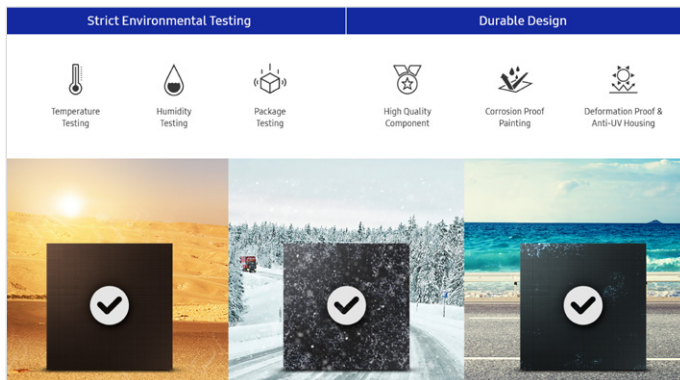 Strict Environmental Testing
Durable Design
Temperature
Testing
Humidity
Testing
Package
Testing
High Quality
Component
Corrosion Proof
Painting
Deformation Proof &
Anti-UV Housing